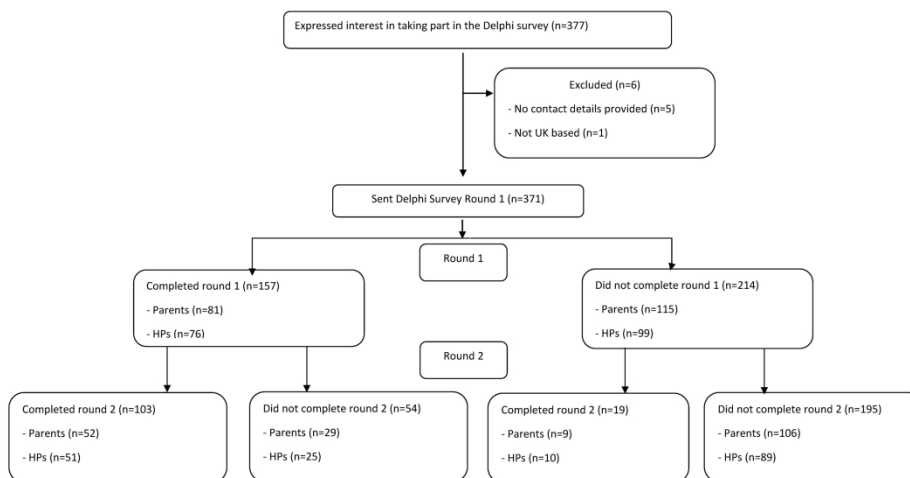 Expressed interest in taking part in the Delphi survey (n=377)
Excluded (n=6)
- No contact details provided (n=5)
- Not UK based (n=1)
Sent Delphi Survey Round 1 (n=371)
Round 1
Completed round 1 (n=157)
- Parents (n=81)
- HPs (n=76)
Did not complete round 1 (n=214)
- Parents (n=115)
- HPs (n=99)
Round 2
Completed round 2 (n=103)
- Parents (n=52)
- HPs (n=51)
Did not complete round 2 (n=54)
- Parents (n=29)
- HPs (n=25)
Completed round 2 (n=19)
- Parents (n=9)
- HPs (n=10)
Did not complete round 2 (n=195)
- Parents (n=106)
- HPs (n=89)